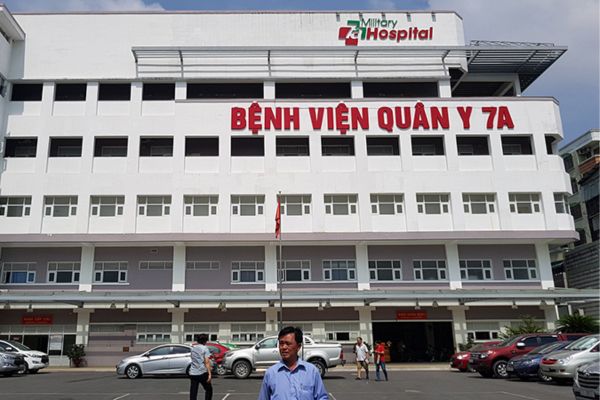 Military
Hospital
BỆNH VIỆN QUÂN Y 7A